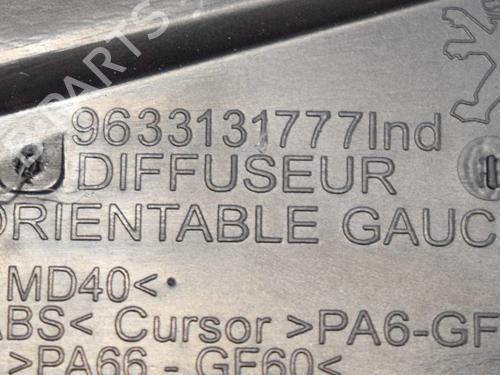 9633131777Ind
DIFFUSEUR
ORIENTABLE GAUC
MD40<
ABS< Cursor >PA6-GF
>PA66 - GF60<